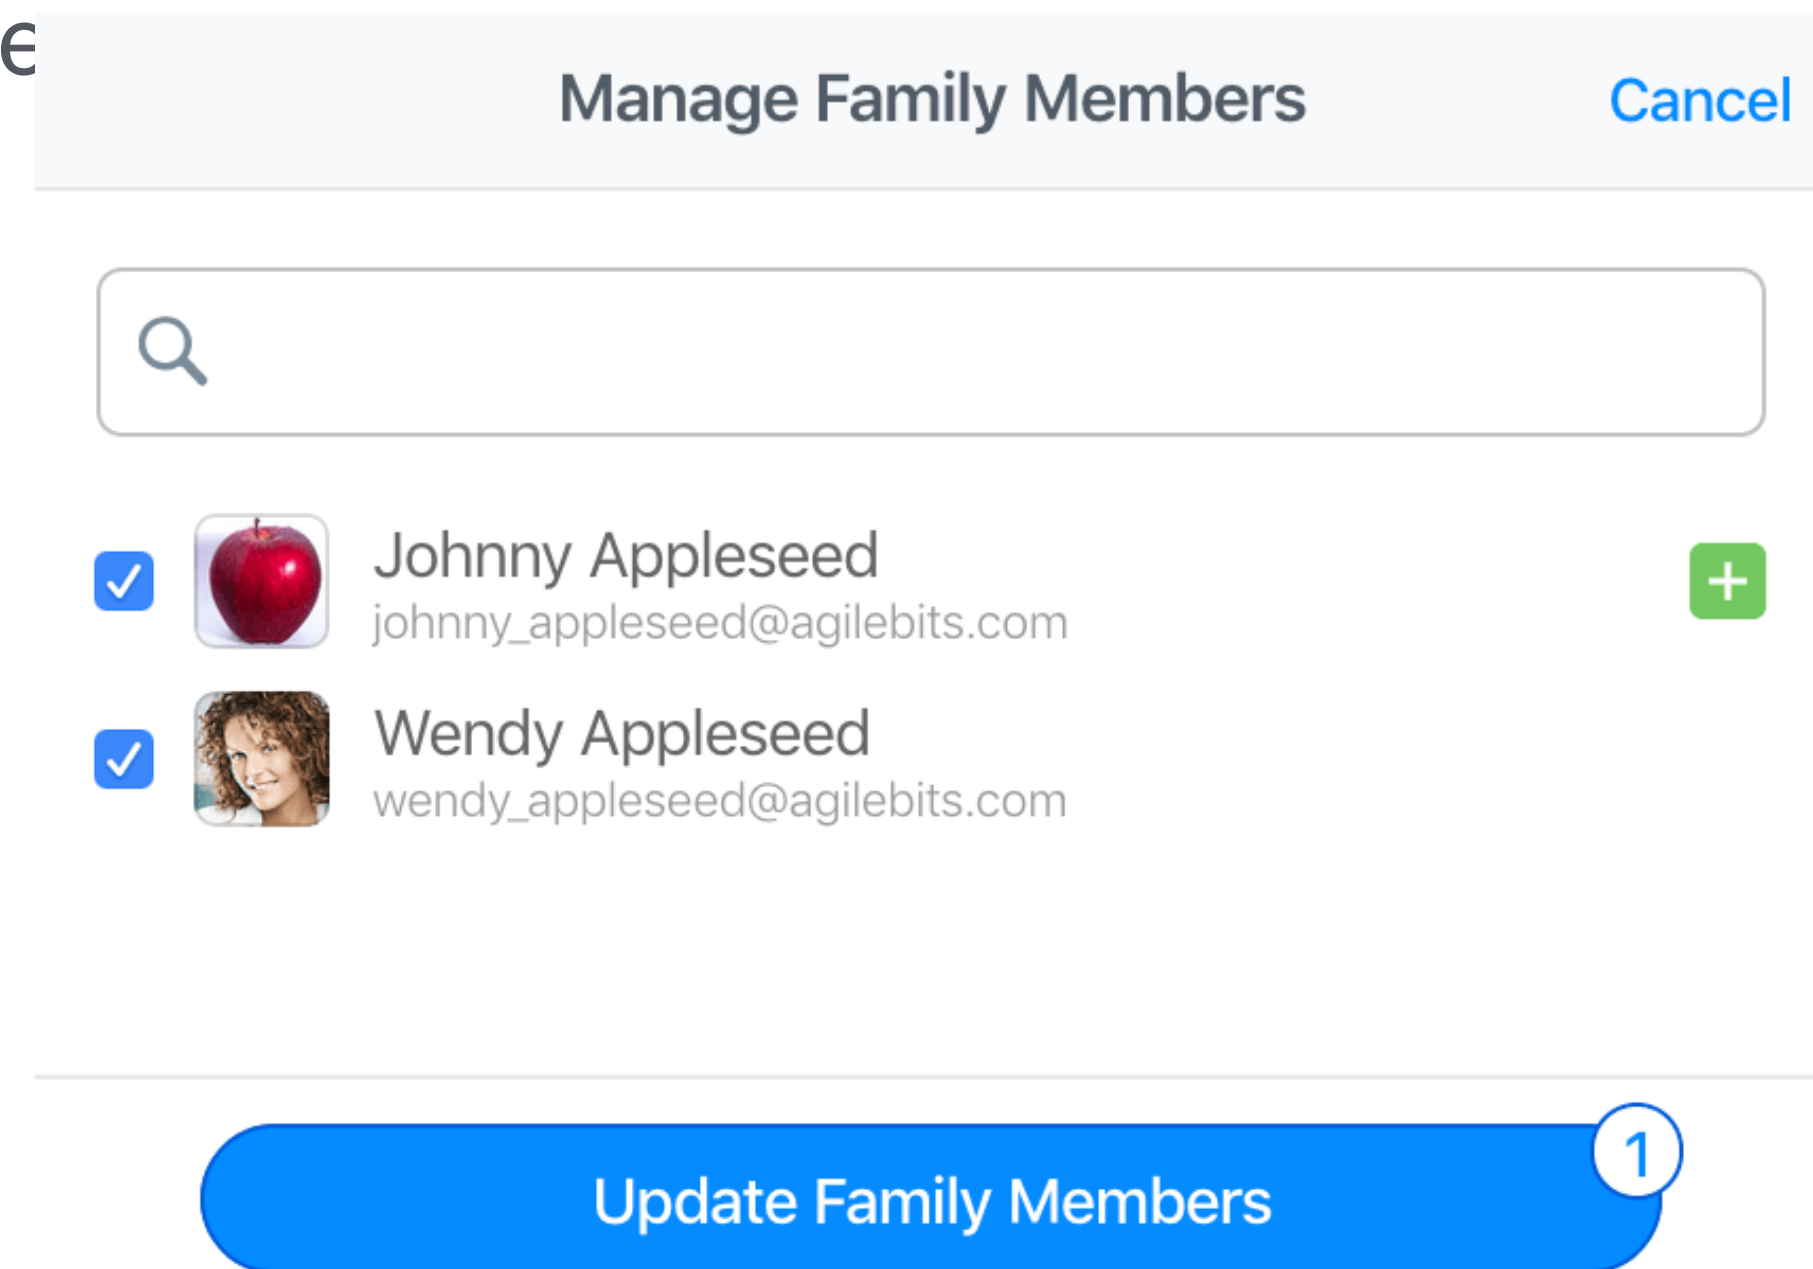 e
Manage Family Members
Cancel
Johnny Appleseed
johnny_appleseed@agilebits.com
Wendy Appleseed
wendy_appleseed@agilebits.com
1
Update Family Members